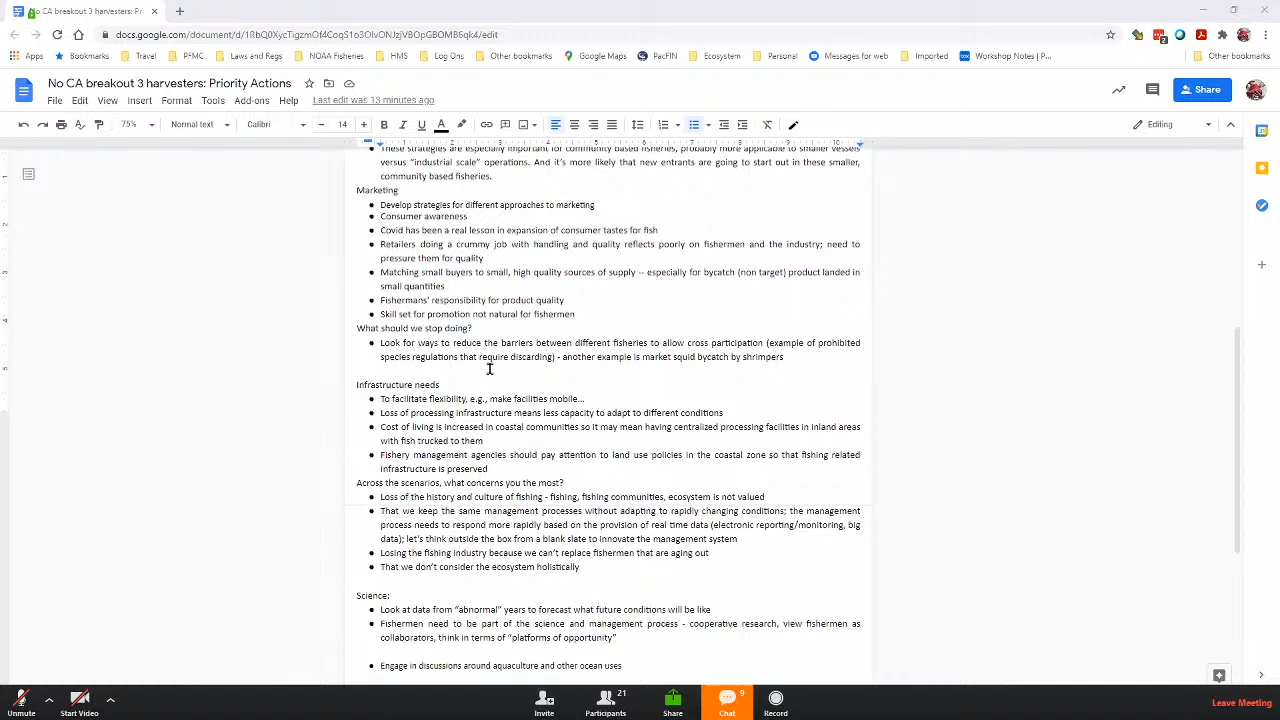 No CA breakout 3 harvesters: Pr
docs.google.com/document/d/1RbQ0XycTigzmOf4CoqS1o3OlvONJzjVBOpGBOMB6qk4/edit
Apps Bookmarks Travel PFMC Laws and Regs NOAA Fisheries HMS Log Ons Other bookmarks Google Maps PacFIN Ecosystem Personal Messages for web Imported Workshop Notes | P... Other bookmarks
No CA breakout 3 harvesters: Priority Actions
File Edit View Insert Format Tools Add-ons Help Last edit was 13 minutes ago
Share
75% Normal text Calibri 14 Editing
These strategies are especially important for community based fisheries, probably more applicable to smaller vessels
versus "industrial scale" operations. And it's more likely that new entrants are going to start out in these smaller,
community based fisheries.
Marketing
Develop strategies for different approaches to marketing
Consumer awareness
Covid has been a real lesson in expansion of consumer tastes for fish
Retailers doing a crummy job with handling and quality reflects poorly on fishermen and the industry; need to
pressure them for quality
Matching small buyers to small, high quality sources of supply -- especially for bycatch (non target) product landed in
small quantities
Fishermans' responsibility for product quality
Skill set for promotion not natural for fishermen
What should we stop doing?
Look for ways to reduce the barriers between different fisheries to allow cross participation (example of prohibited
species regulations that require discarding) - another example is market squid bycatch by shrimpers
Infrastructure needs
To facilitate flexibility, e.g., make facilities mobile...
Loss of processing infrastructure means less capacity to adapt to different conditions
Cost of living is increased in coastal communities so it may mean having centralized processing facilities in inland areas
with fish trucked to them
Fishery management agencies should pay attention to land use policies in the coastal zone so that fishing related
infrastructure is preserved
Across the scenarios, what concerns you the most?
Loss of the history and culture of fishing - fishing, fishing communities, ecosystem is not valued
That we keep the same management processes without adapting to rapidly changing conditions; the management
process needs to respond more rapidly based on the provision of real time data (electronic reporting/monitoring, big
data); let's think outside the box from a blank slate to innovate the management system
Losing the fishing industry because we can't replace fishermen that are aging out
That we don't consider the ecosystem holistically
Science:
Look at data from "abnormal" years to forecast what future conditions will be like
Fishermen need to be part of the science and management process - cooperative research, view fishermen as
collaborators, think in terms of "platforms of opportunity"
Engage in discussions around aquaculture and other ocean uses
21
9
Unmute Start Video Invite Participants Share Chat Record Leave Meeting